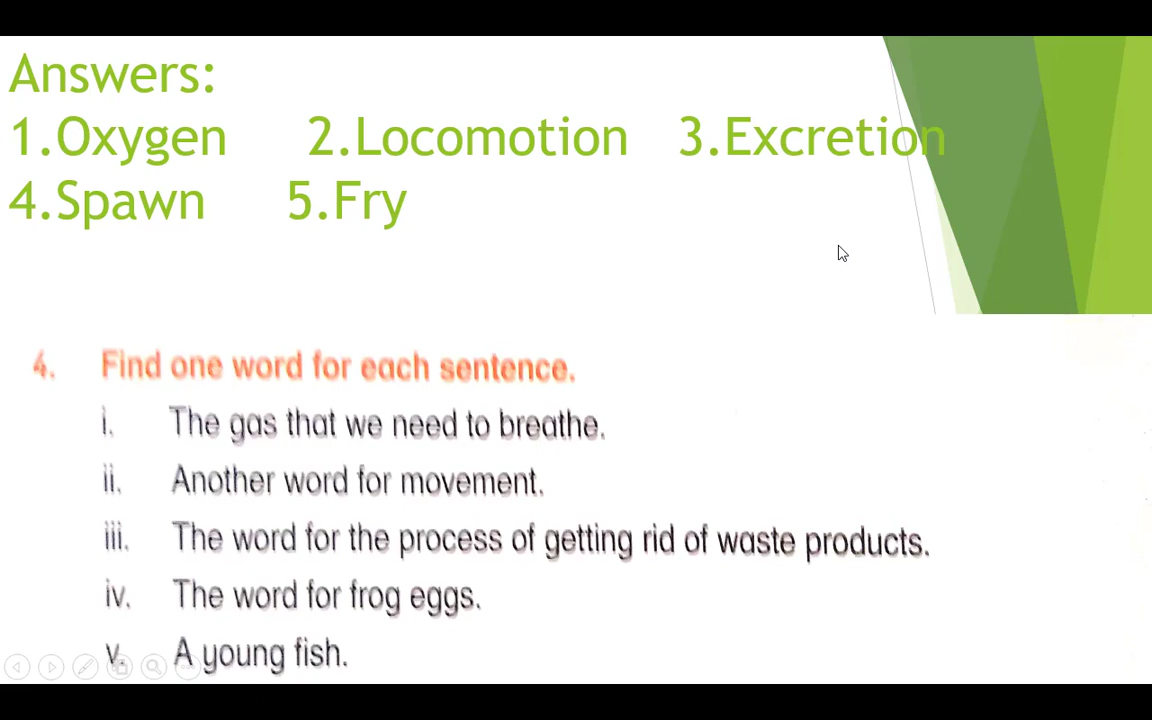 Answers:
1.Oxygen 2.Locomotion 3.Excretion
4.Spawn 5.Fry
4. Find one word for each sentence.
i. The gas that we need to breathe.
ii. Another word for movement.
iii. The word for the process of getting rid of waste products.
iv. The word for frog eggs.
v. A young fish.